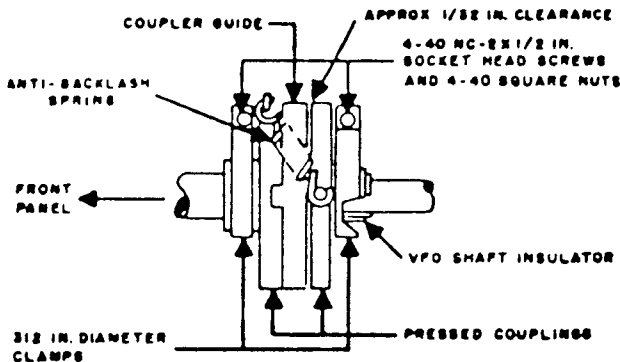 COUPLER GUIDE
APPROX 1/32 IN. CLEARANCE
4-40 NC-2 X 1/2 IN.
SOCKET HEAD SCREWS
AND 4-40 SQUARE NUTS
ANTI-BACKLASH
SPRING
FRONT
PANEL
VFO SHAFT INSULATOR
312 IN. DIAMETER
CLAMPS
PRESSED COUPLINGS